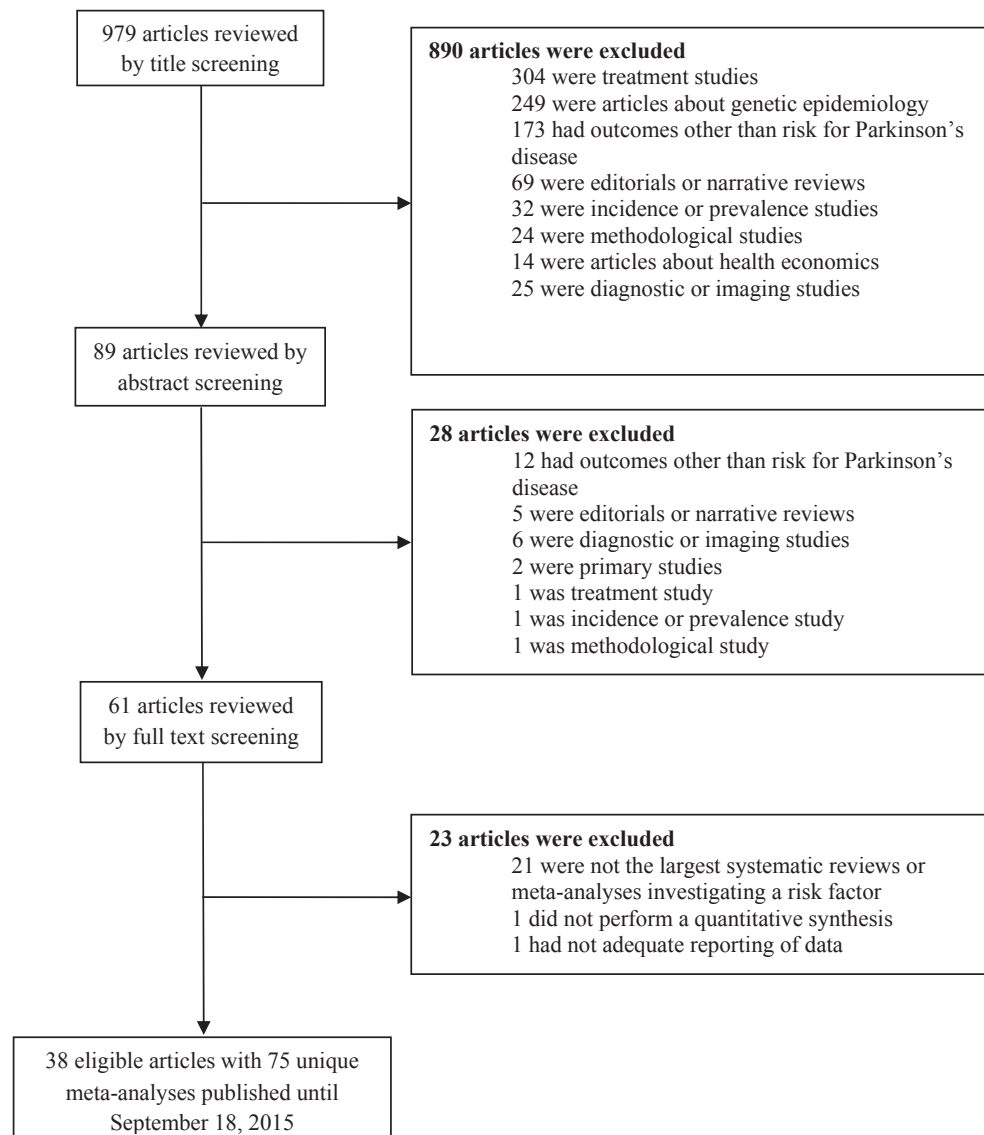 979 articles reviewed
by title screening
890 articles were excluded
304 were treatment studies
249 were articles about genetic epidemiology
173 had outcomes other than risk for Parkinson's
disease
69 were editorials or narrative reviews
32 were incidence or prevalence studies
24 were methodological studies
14 were articles about health economics
25 were diagnostic or imaging studies
89 articles reviewed by
abstract screening
28 articles were excluded
12 had outcomes other than risk for Parkinson's
disease
5 were editorials or narrative reviews
6 were diagnostic or imaging studies
2 were primary studies
1 was treatment study
1 was incidence or prevalence study
1 was methodological study
61 articles reviewed
by full text screening
23 articles were excluded
21 were not the largest systematic reviews or
meta-analyses investigating a risk factor
1 did not perform a quantitative synthesis
1 had not adequate reporting of data
38 eligible articles with 75 unique
meta-analyses published until
September 18, 2015